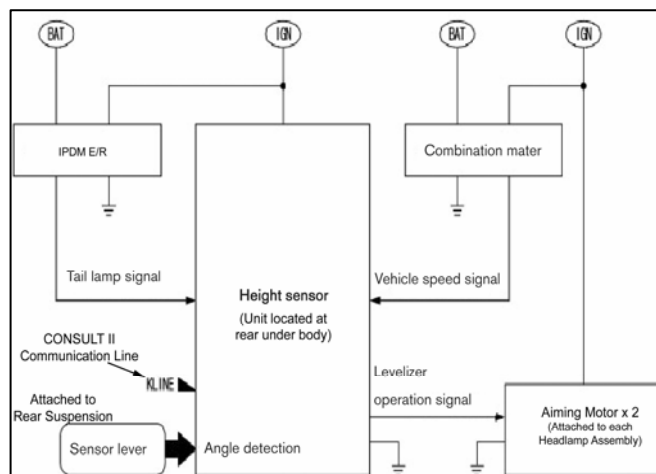 BAT
IGN
BAT
IGN
IPDM E/R
Combination mater
Tail lamp signal
Vehicle speed signal
Height sensor
(Unit located at
rear under body)
CONSULT II
Communication Line
KLINE
Levelizer
operation signal
Attached to
Rear Suspension
Sensor lever
Angle detection
Aiming Motor x 2
(Attached to each
Headlamp Assembly)